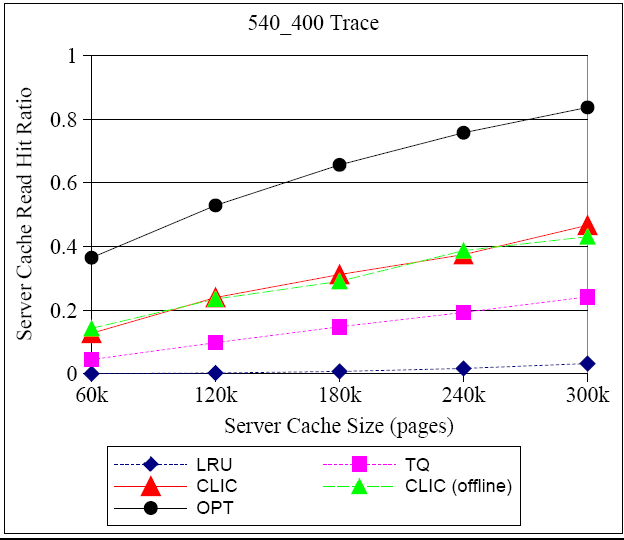 540_400 Trace
Server Cache Read Hit Ratio
1
0.8
0.6
0.4
0.2
0
60k 120k 180k 240k 300k
Server Cache Size (pages)
LRU TQ
CLIC CLIC (offline)
OPT